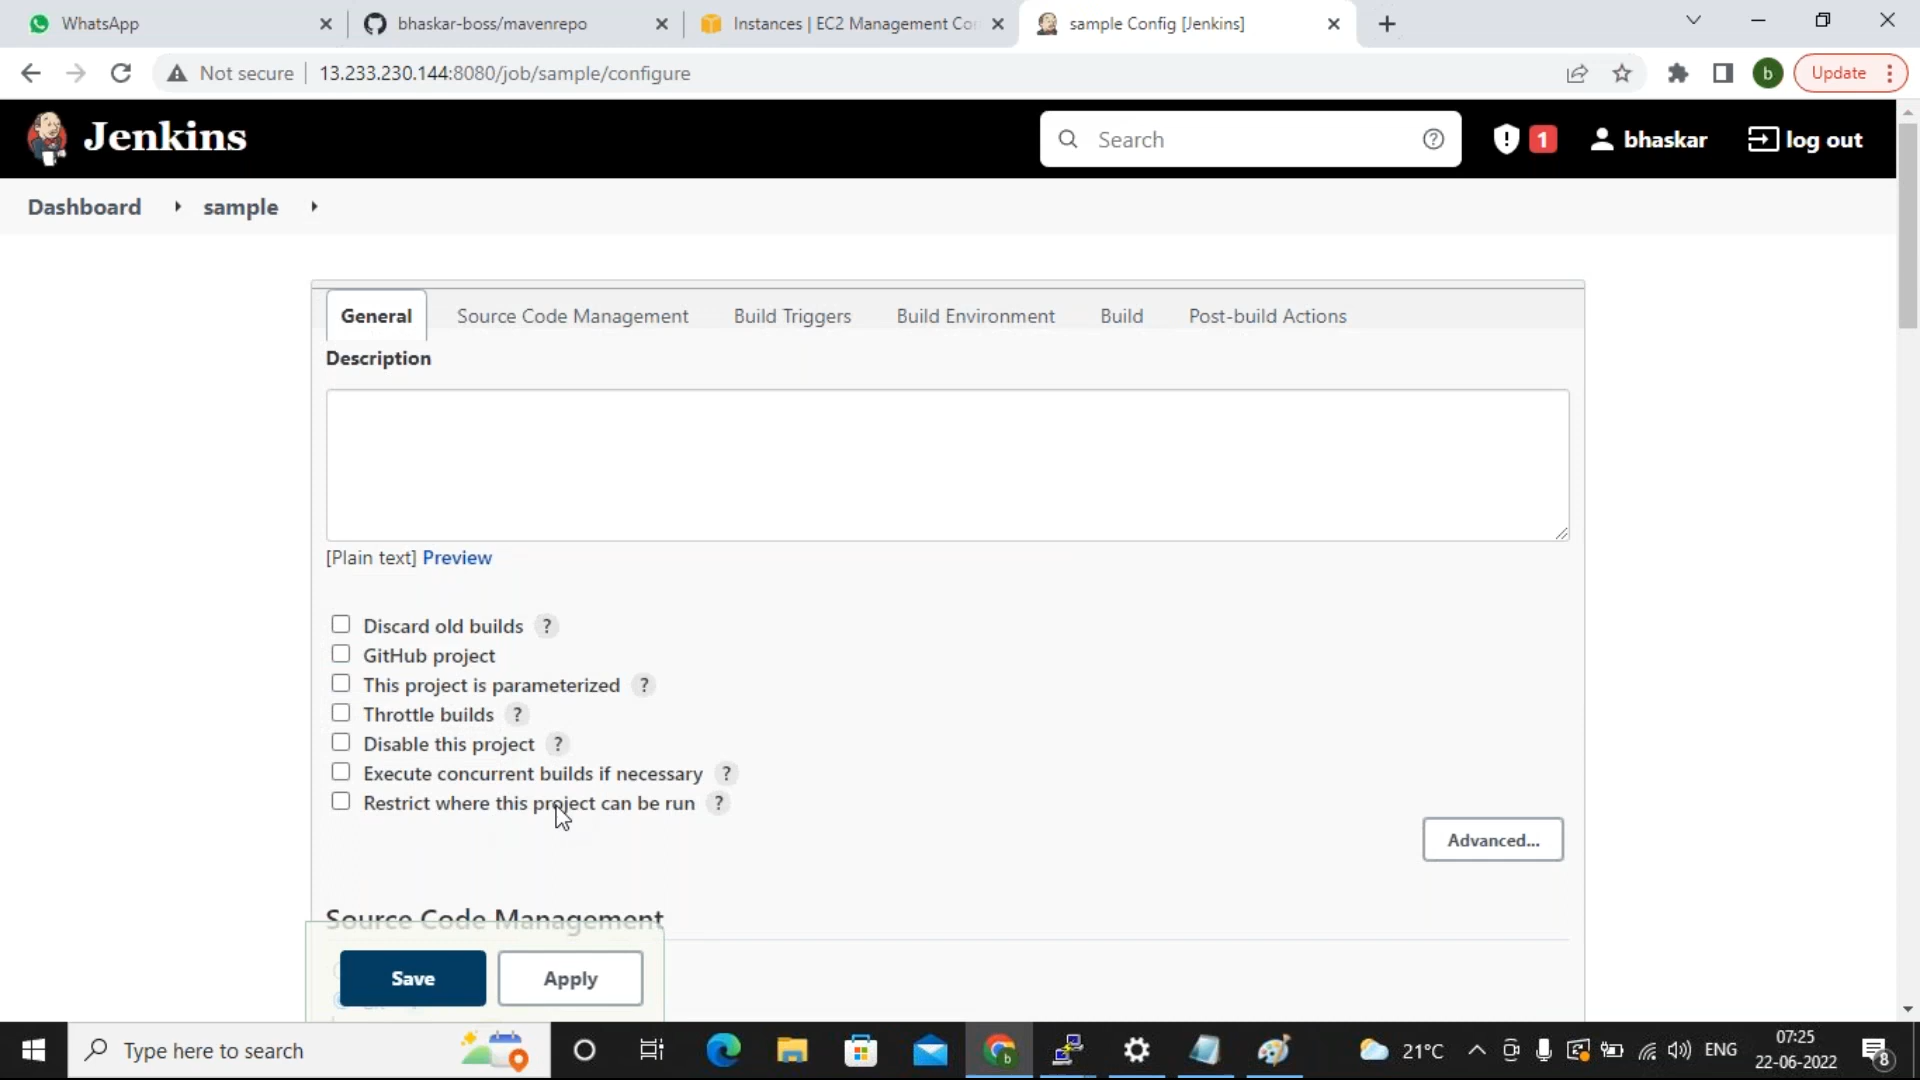 WhatsApp
bhaskar-boss/mavenrepo
Instances | EC2 Management Co
sample Config [Jenkins]
Not secure
13.233.230.144:8080/job/sample/configure
b
Update
Jenkins
Search
1
bhaskar
log out
Dashboard
sample
General
Source Code Management
Build Triggers
Build Environment
Build
Post-build Actions
Description
[Plain text] Preview
Discard old builds ?
GitHub project
This project is parameterized ?
Throttle builds ?
Disable this project ?
Execute concurrent builds if necessary ?
Restrict where this project can be run ?
Advanced...
Source Code Management
Save
Apply
Type here to search
21°C
ENG
07:25
22-06-2022
8